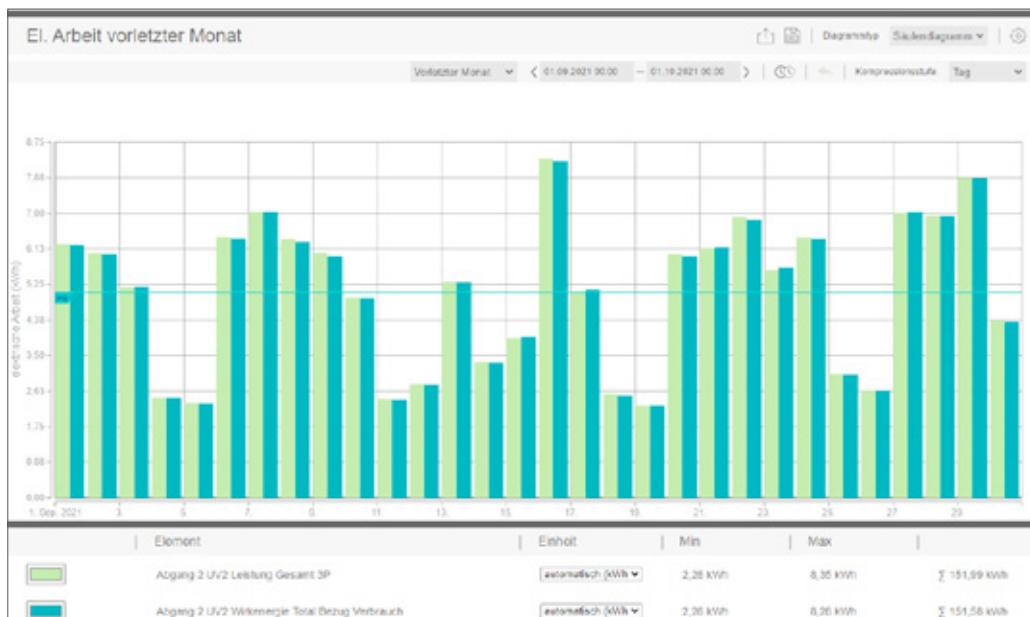 El. Arbeit vorletzter Monat
Diagrammtyp Säulendiagramm
Vorletzter Monat 01.09.2021 00:00 – 01.10.2021 00:00 Kompressionsstufe Tag
8.75
7.88
7.00
6.13
5.25
4.38
3.50
2.63
1.75
0.88
0.00
elektrische Arbeit (kWh)
1. Sep. 2021 3. 5. 7. 9. 11. 13. 15. 17. 19. 21. 23. 25. 27. 29.
Element Einheit Min Max
Abgang 2 UV2 Leistung Gesamt 3P automatisch (kWh 2,26 kWh 8,35 kWh ∑ 151,99 kWh
Abgang 2 UV2 Wirkenergie Total Bezug Verbrauch automatisch (kWh 2,26 kWh 8,26 kWh ∑ 151,58 kWh